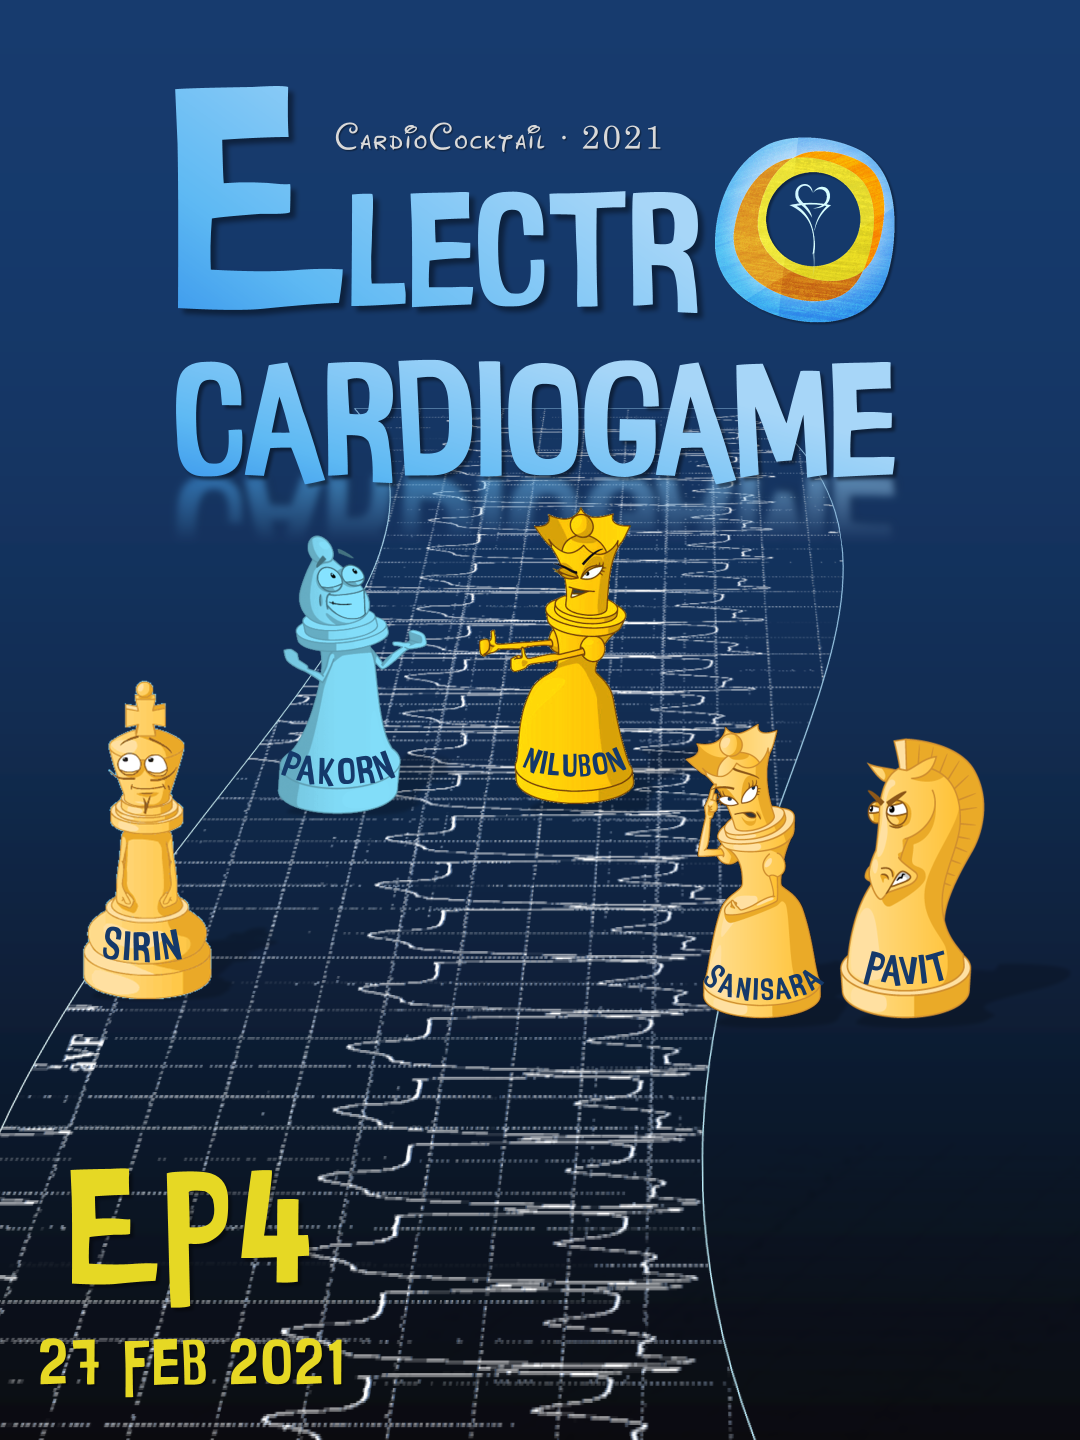 CardioCocktail · 2021
ELECTRO
CARDIOGAME
PAKORN
NILUBON
SIRIN
SANISARA
PAVIT
aVF
EP4
27 FEB 2021